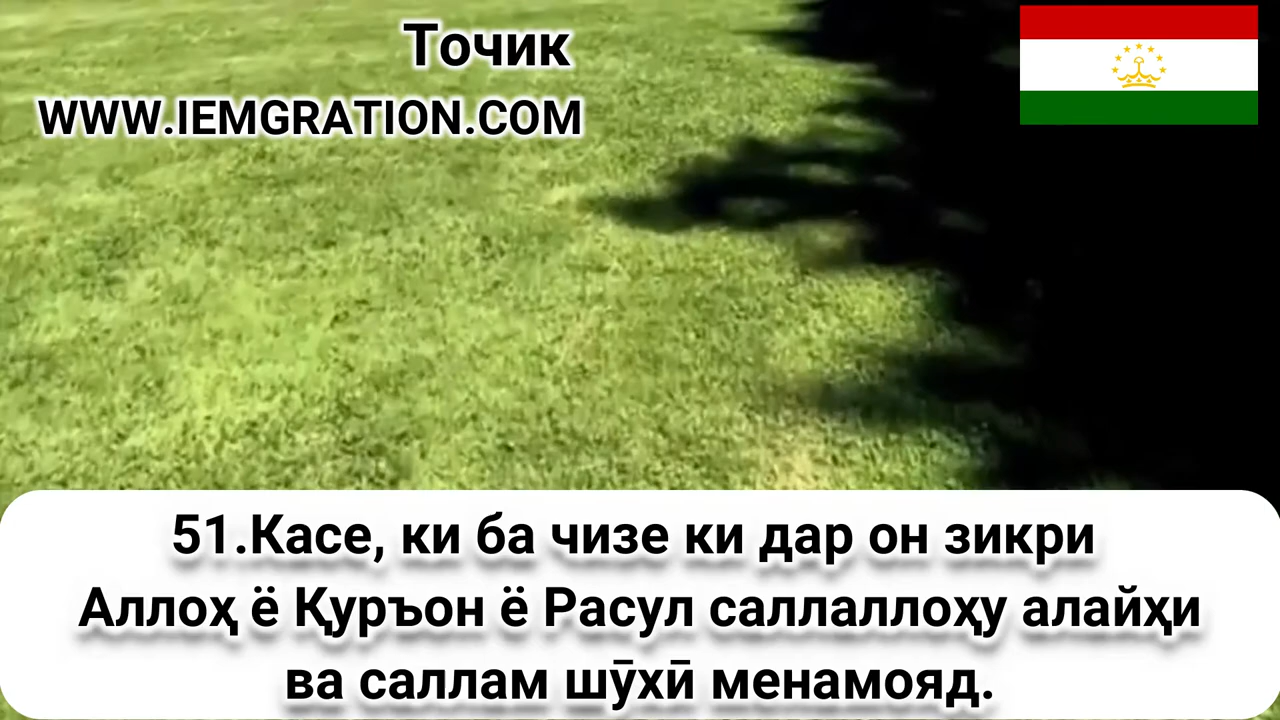 Точик
WWW.IEMGRATION.COM
51.Касе, ки ба чизе ки дар он зикри
Аллоҳ ё Қуръон ё Расул саллаллоҳу алайҳи
ва саллам шӯхӣ менамояд.